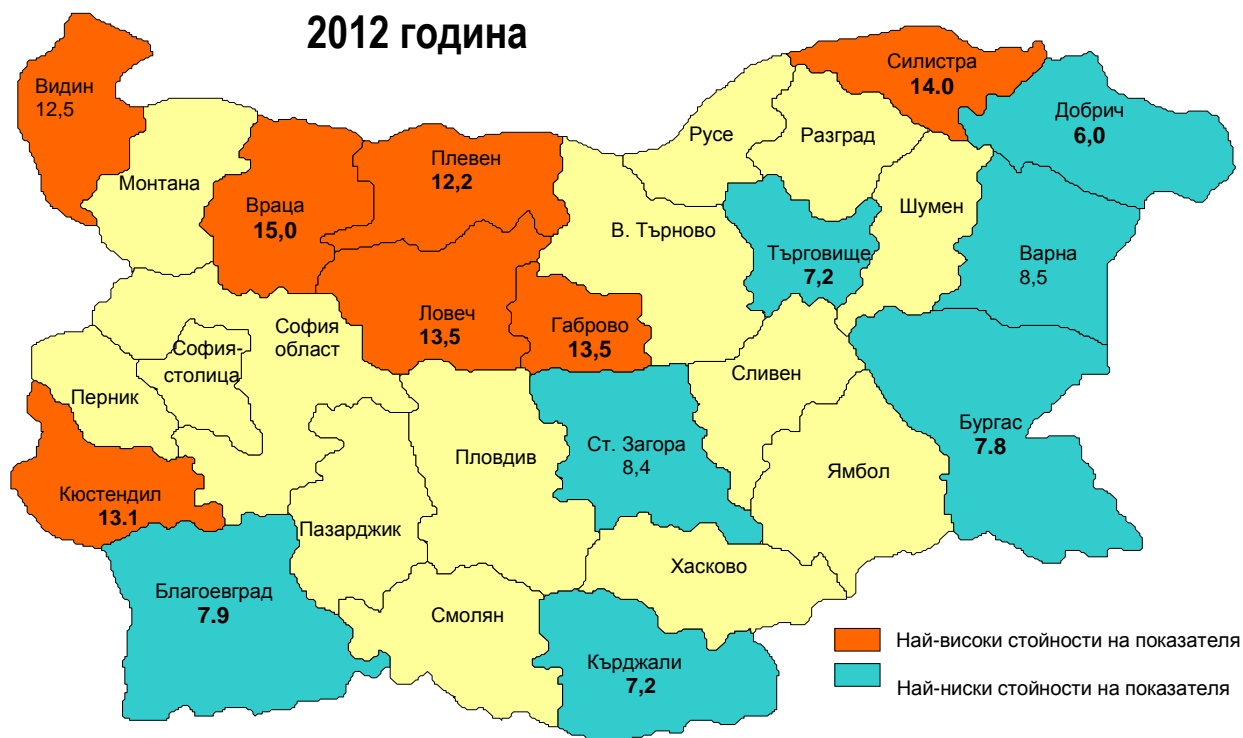 2012 година
Видин
12,5
Силистра
14.0
Добрич
6,0
Русе
Разград
Плевен
12,2
Монтана
Враца
15,0
Шумен
В. Търново
Търговище
7,2
Варна
8,5
Ловеч
13,5
Габрово
13,5
София
област
София-
столица
Перник
Сливен
Бургас
7.8
Ст. Загора
8,4
Пловдив
Ямбол
Кюстендил
13.1
Пазарджик
Хасково
Благоевград
7.9
Смолян
Кърджали
7,2
Най-високи стойности на показателя
Най-ниски стойности на показателя